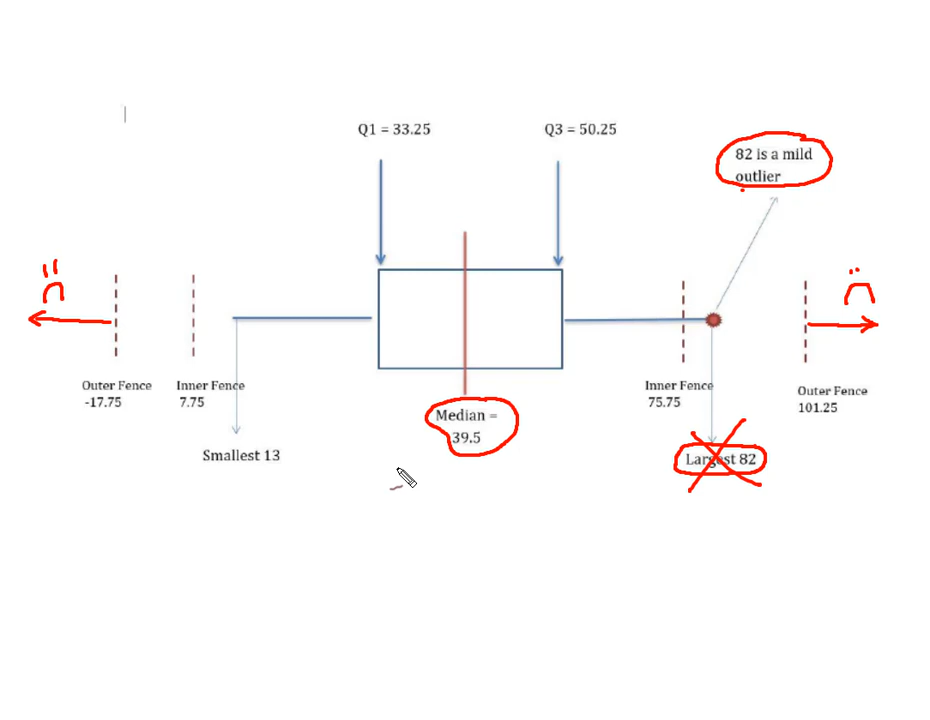 Q1 = 33.25
Q3 = 50.25
82 is a mild
outlier
Outer Fence
-17.75
Inner Fence
7.75
Inner Fence
75.75
Outer Fence
101.25
Median =
39.5
Smallest 13
Largest 82